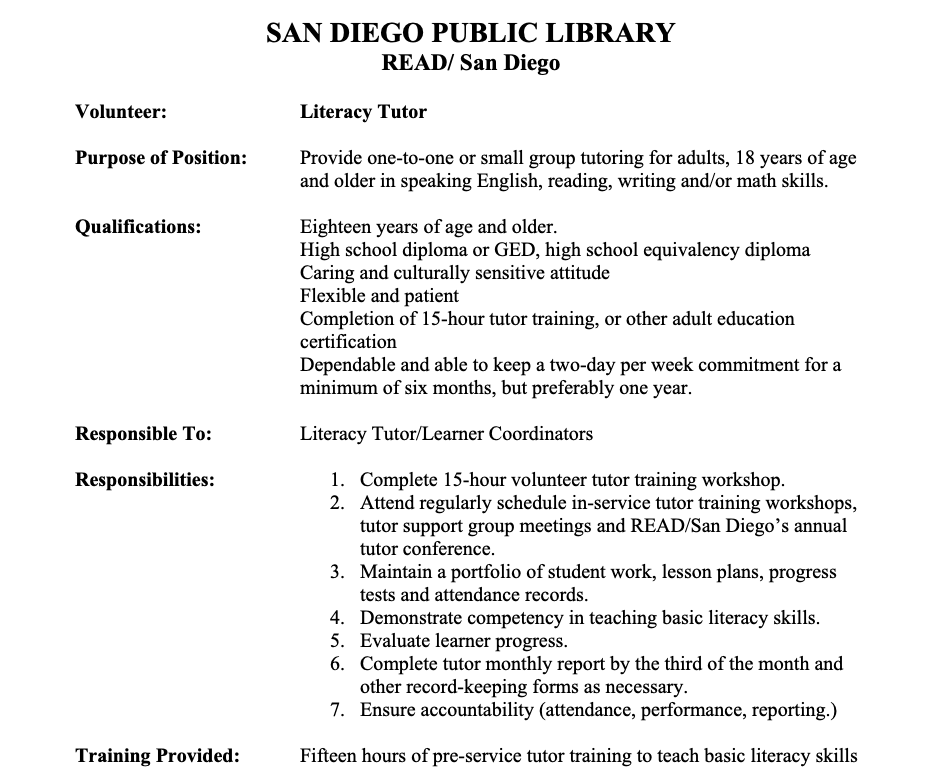 SAN DIEGO PUBLIC LIBRARY
READ/ San Diego
Volunteer: Literacy Tutor
Purpose of Position: Provide one-to-one or small group tutoring for adults, 18 years of age
and older in speaking English, reading, writing and/or math skills.
Qualifications: Eighteen years of age and older.
High school diploma or GED, high school equivalency diploma
Caring and culturally sensitive attitude
Flexible and patient
Completion of 15-hour tutor training, or other adult education
certification
Dependable and able to keep a two-day per week commitment for a
minimum of six months, but preferably one year.
Responsible To: Literacy Tutor/Learner Coordinators
Responsibilities: 1. Complete 15-hour volunteer tutor training workshop.
2. Attend regularly schedule in-service tutor training workshops,
tutor support group meetings and READ/San Diego’s annual
tutor conference.
3. Maintain a portfolio of student work, lesson plans, progress
tests and attendance records.
4. Demonstrate competency in teaching basic literacy skills.
5. Evaluate learner progress.
6. Complete tutor monthly report by the third of the month and
other record-keeping forms as necessary.
7. Ensure accountability (attendance, performance, reporting.)
Training Provided: Fifteen hours of pre-service tutor training to teach basic literacy skills